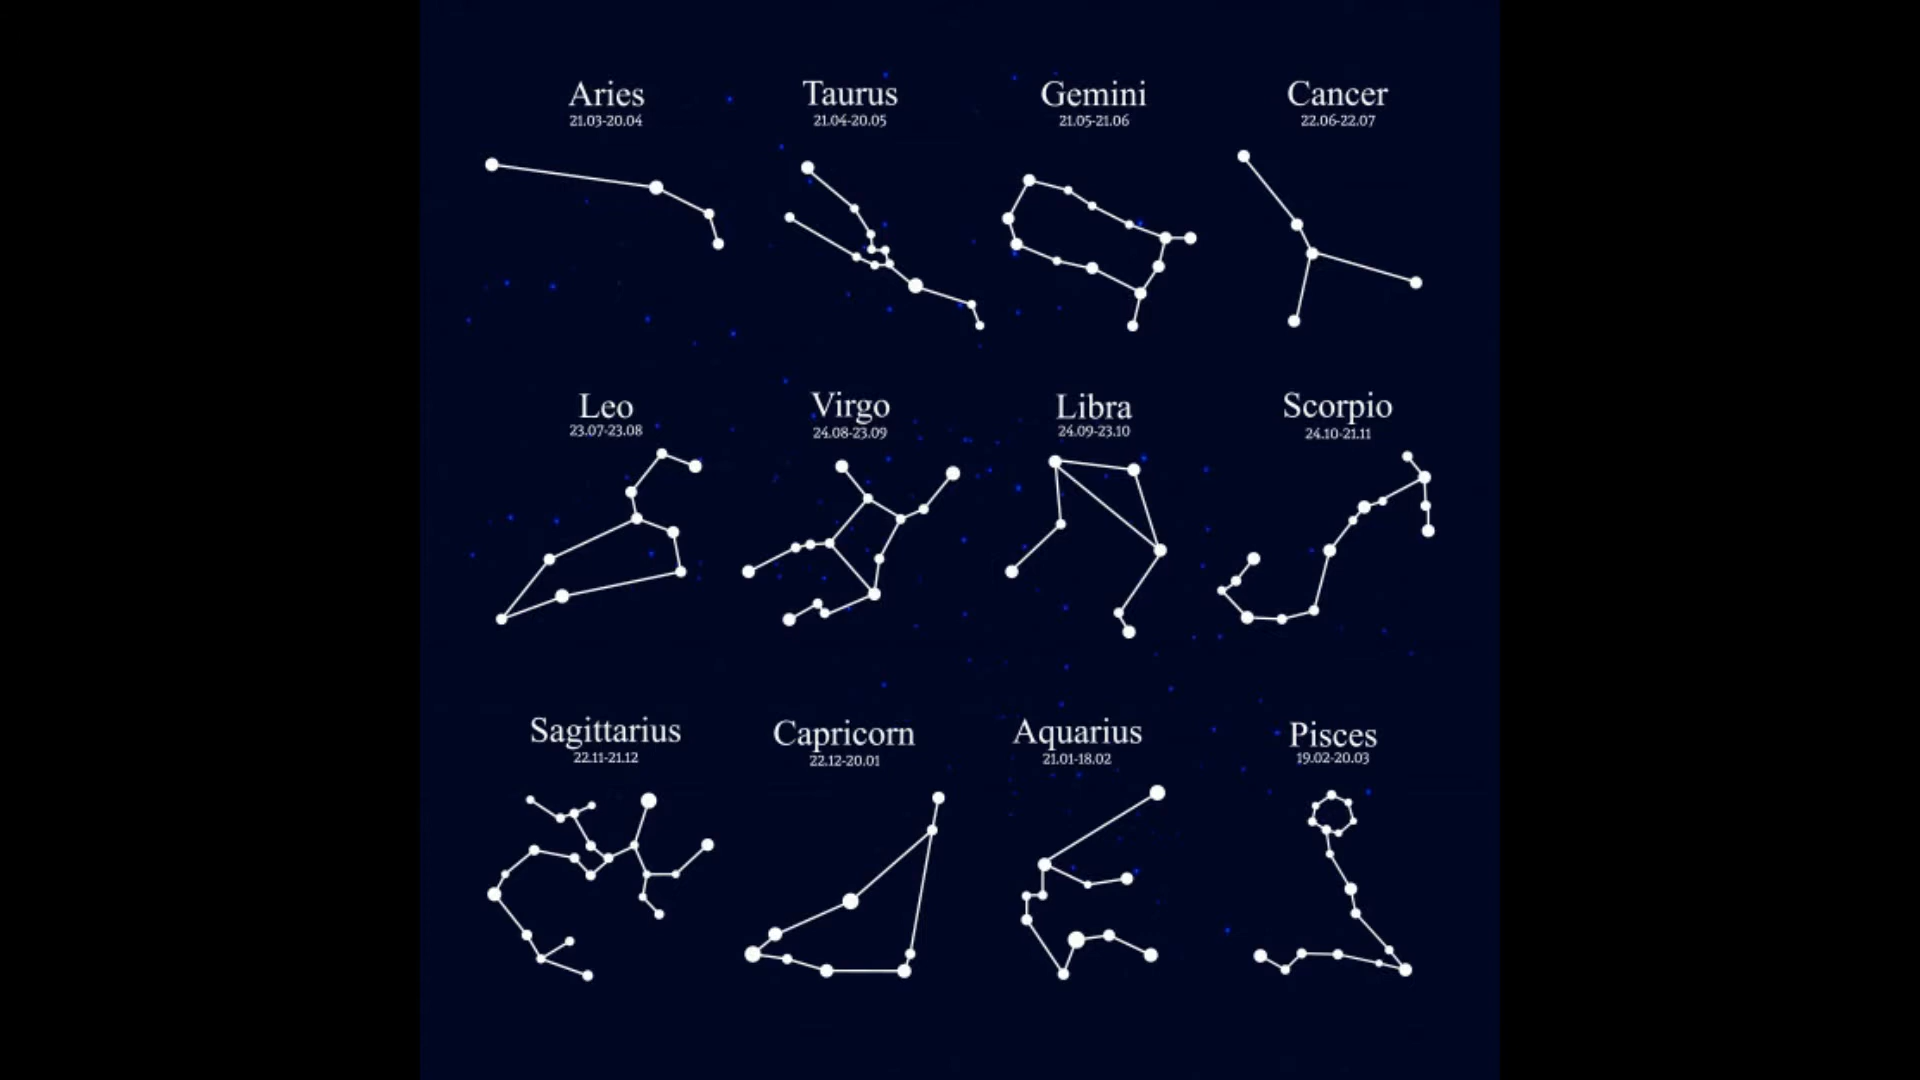 Aries
21.03-20.04
Taurus
21.04-20.05
Gemini
21.05-21.06
Cancer
22.06-22.07
Leo
23.07-23.08
Virgo
24.08-23.09
Libra
24.09-23.10
Scorpio
24.10-21.11
Sagittarius
22.11-21.12
Capricorn
22.12-20.01
Aquarius
21.01-18.02
Pisces
19.02-20.03